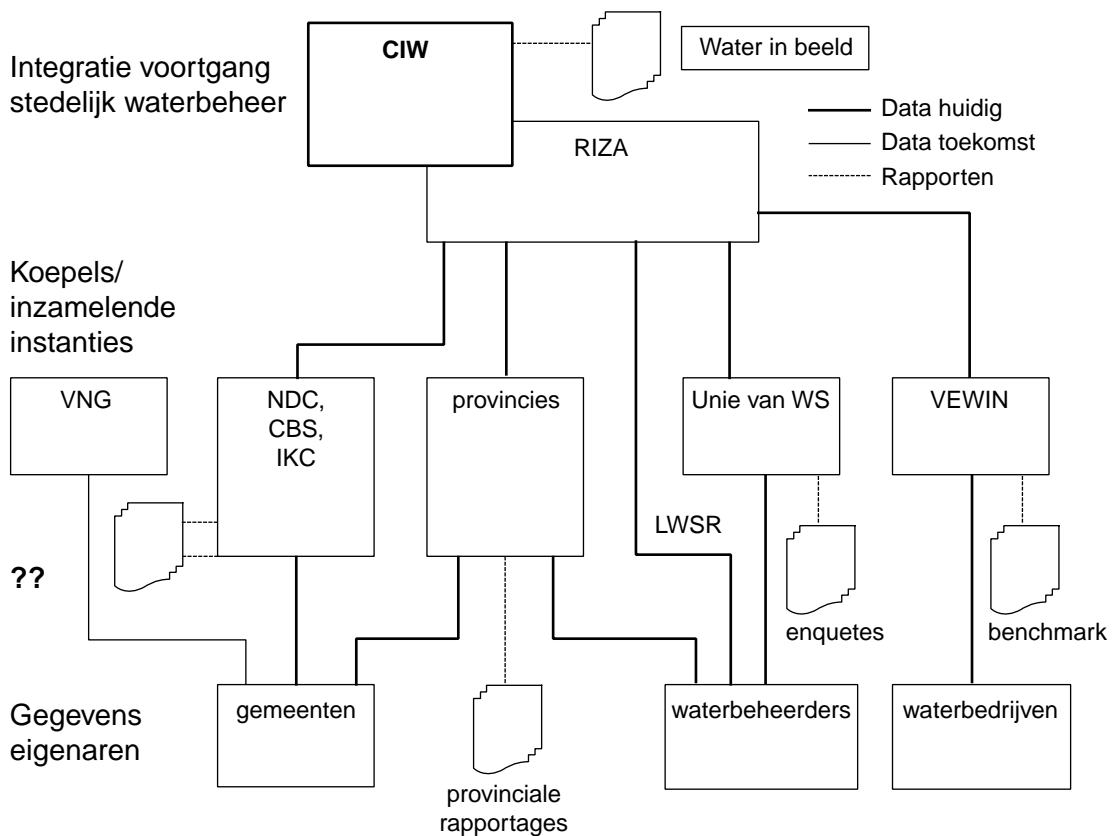 CIW
Water in beeld
Integratie voortgang
stedelijk waterbeheer
Data huidig
Data toekomst
Rapporten
RIZA
Koepels/
inzamelende
instanties
VNG
NDC,
CBS,
IKC
provincies
Unie van WS
VEWIN
LWSR
??
enquetes
benchmark
Gegevens
eigenaren
gemeenten
waterbeheerders
waterbedrijven
provinciale
rapportages